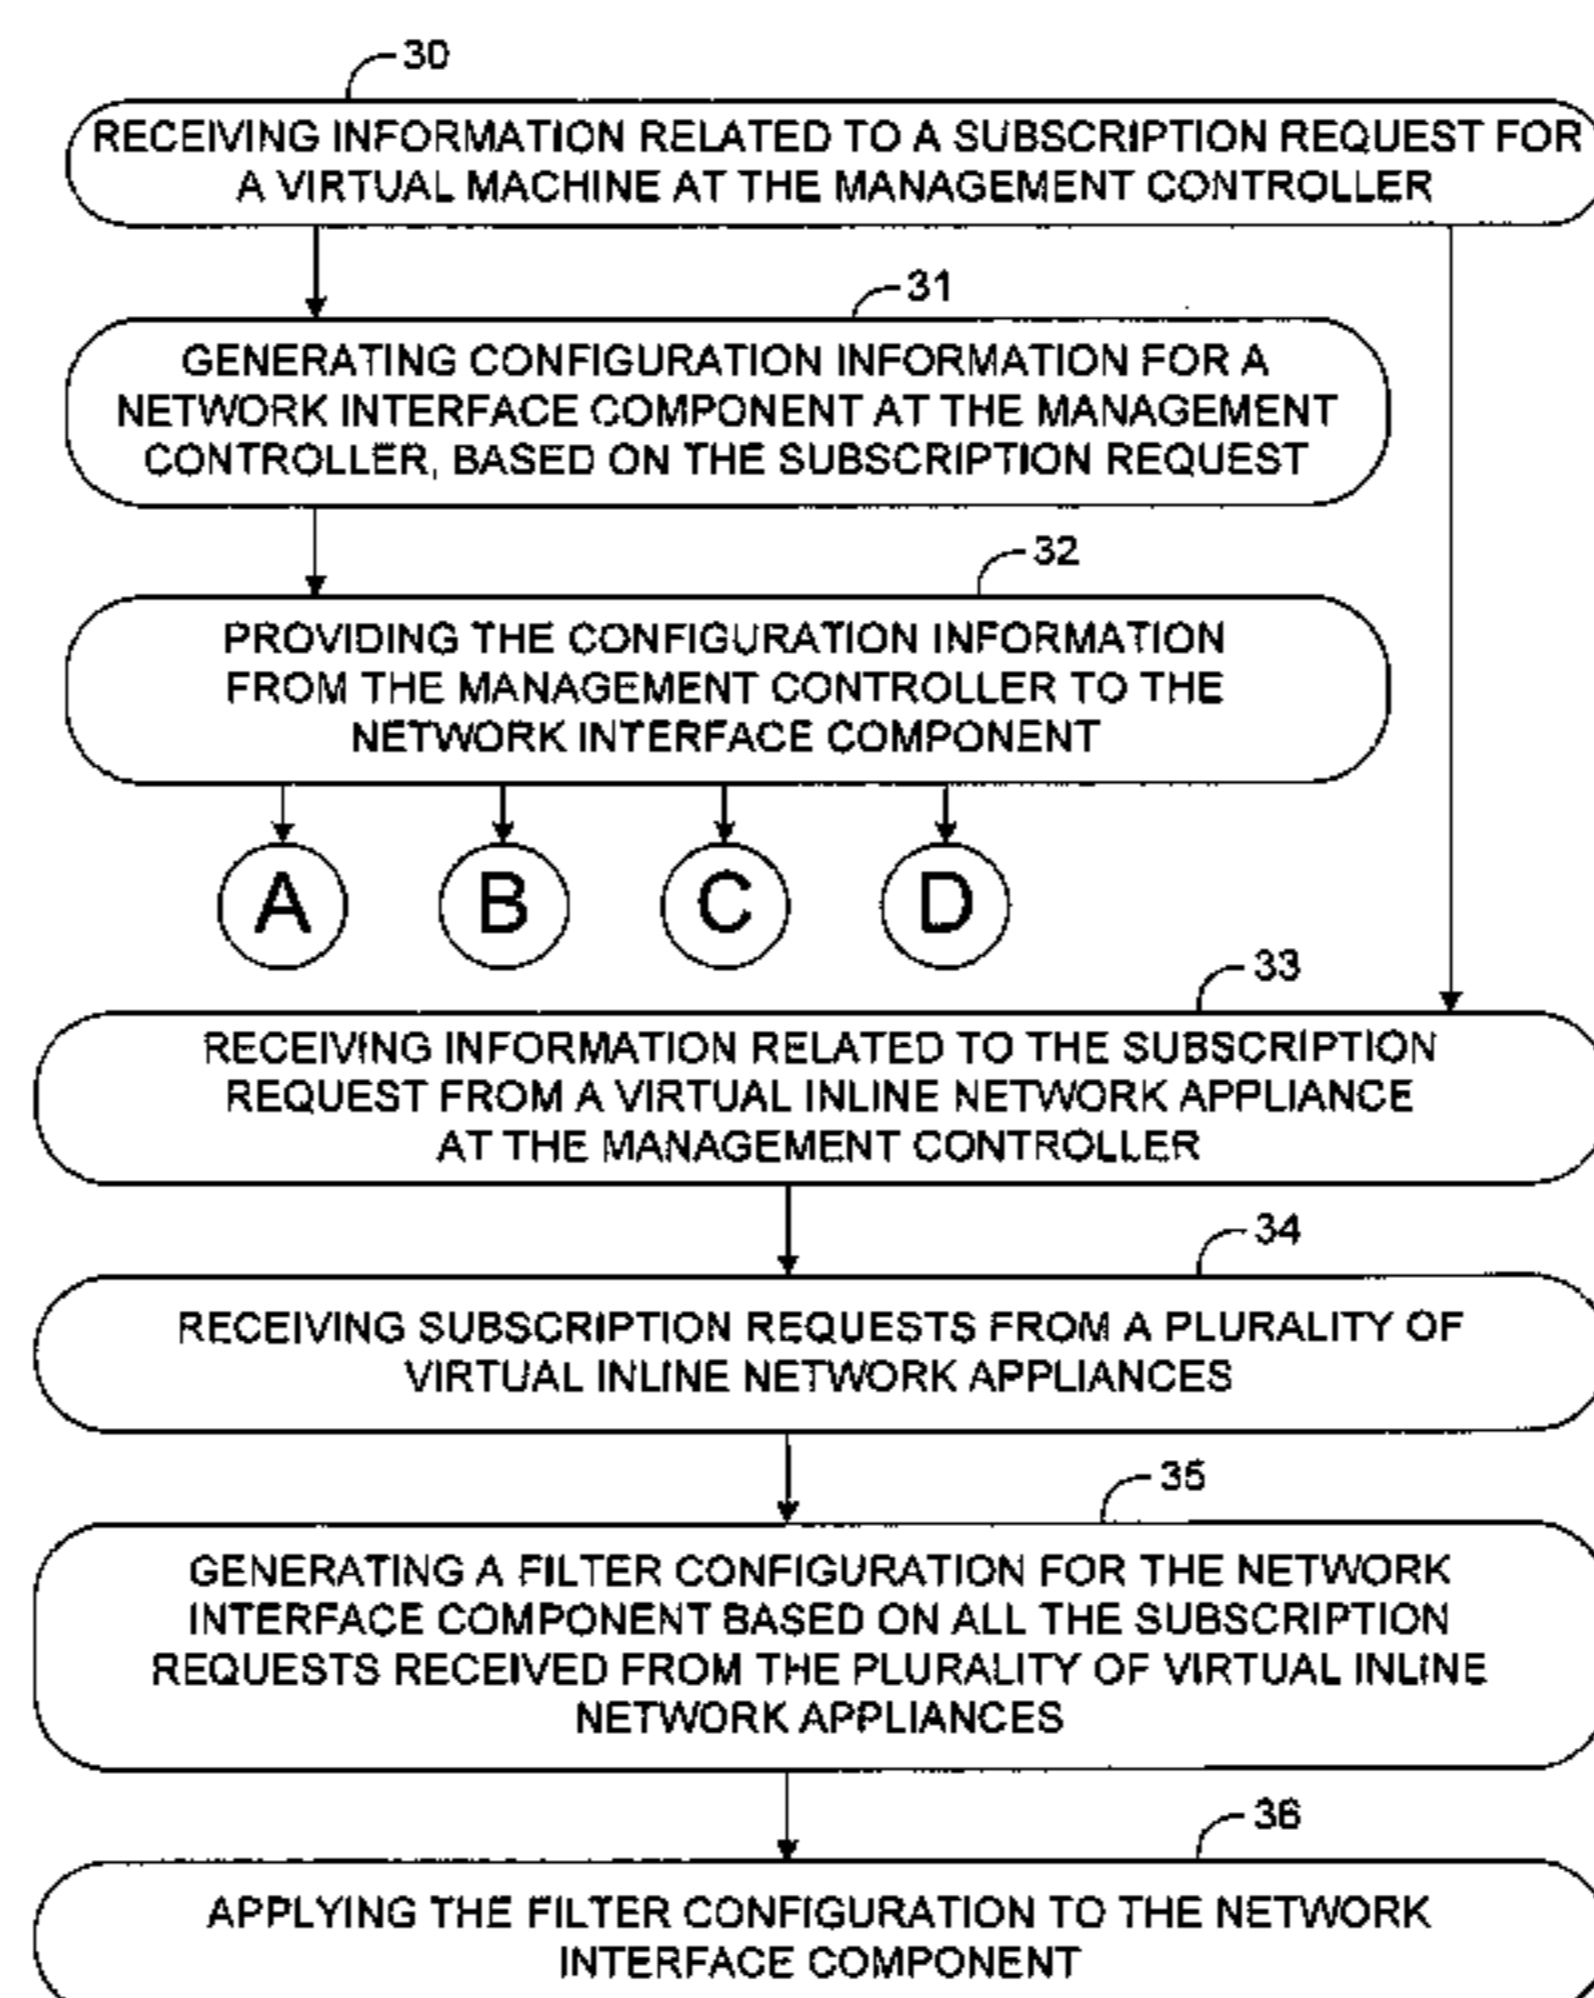 30
RECEIVING INFORMATION RELATED TO A SUBSCRIPTION REQUEST FOR
A VIRTUAL MACHINE AT THE MANAGEMENT CONTROLLER
31
GENERATING CONFIGURATION INFORMATION FOR A
NETWORK INTERFACE COMPONENT AT THE MANAGEMENT
CONTROLLER, BASED ON THE SUBSCRIPTION REQUEST
32
PROVIDING THE CONFIGURATION INFORMATION
FROM THE MANAGEMENT CONTROLLER TO THE
NETWORK INTERFACE COMPONENT
A B C D
33
RECEIVING INFORMATION RELATED TO THE SUBSCRIPTION
REQUEST FROM A VIRTUAL INLINE NETWORK APPLIANCE
AT THE MANAGEMENT CONTROLLER
34
RECEIVING SUBSCRIPTION REQUESTS FROM A PLURALITY OF
VIRTUAL INLINE NETWORK APPLIANCES
35
GENERATING A FILTER CONFIGURATION FOR THE NETWORK
INTERFACE COMPONENT BASED ON ALL THE SUBSCRIPTION
REQUESTS RECEIVED FROM THE PLURALITY OF VIRTUAL INLINE
NETWORK APPLIANCES
36
APPLYING THE FILTER CONFIGURATION TO THE NETWORK
INTERFACE COMPONENT